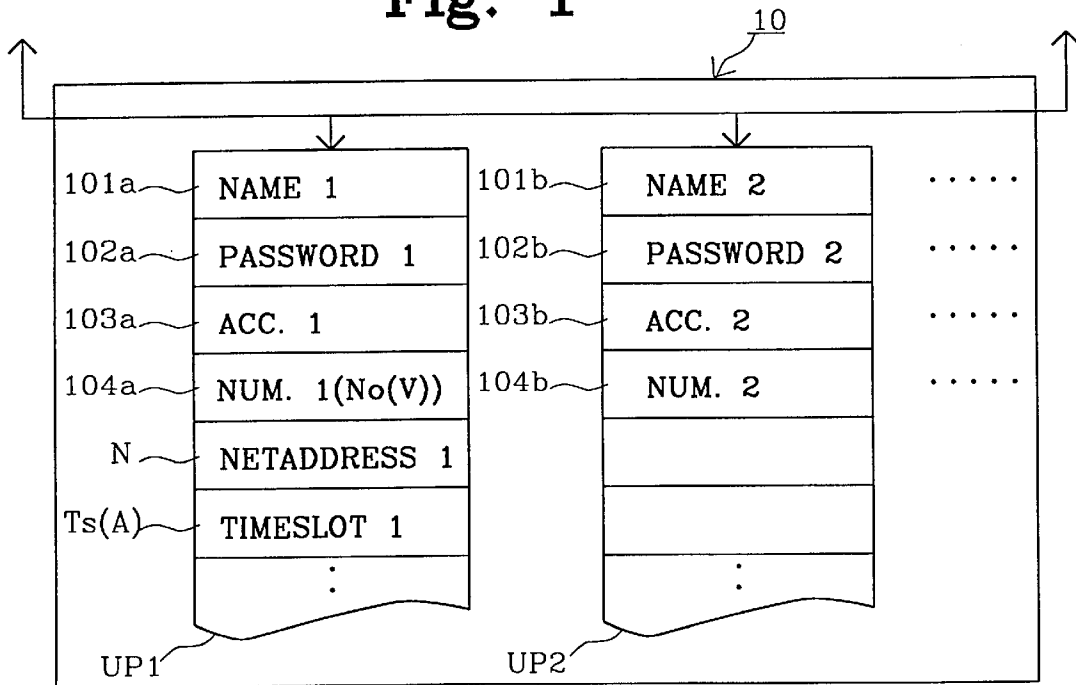 Fig. 1
10
101a NAME 1 101b NAME 2 .....
102a PASSWORD 1 102b PASSWORD 2 .....
103a ACC. 1 103b ACC. 2 .....
104a NUM. 1(No(V)) 104b NUM. 2 .....
N NETADDRESS 1
Ts(A) TIMESLOT 1
: :
UP1 UP2